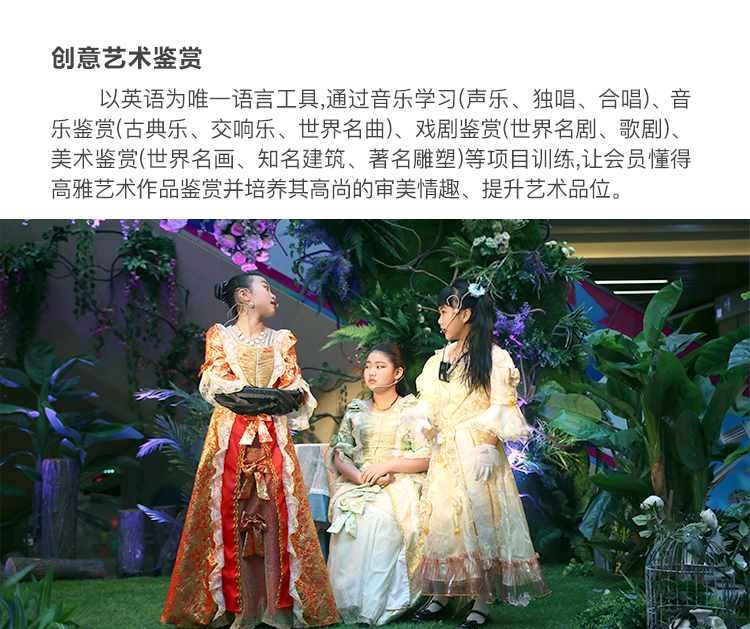 创意艺术鉴赏
以英语为唯一语言工具,通过音乐学习(声乐、独唱、合唱)、音
乐鉴赏(古典乐、交响乐、世界名曲)、戏剧鉴赏(世界名剧、歌剧)、
美术鉴赏(世界名画、知名建筑、著名雕塑)等项目训练,让会员懂得
高雅艺术作品鉴赏并培养其高尚的审美情趣、提升艺术品位。